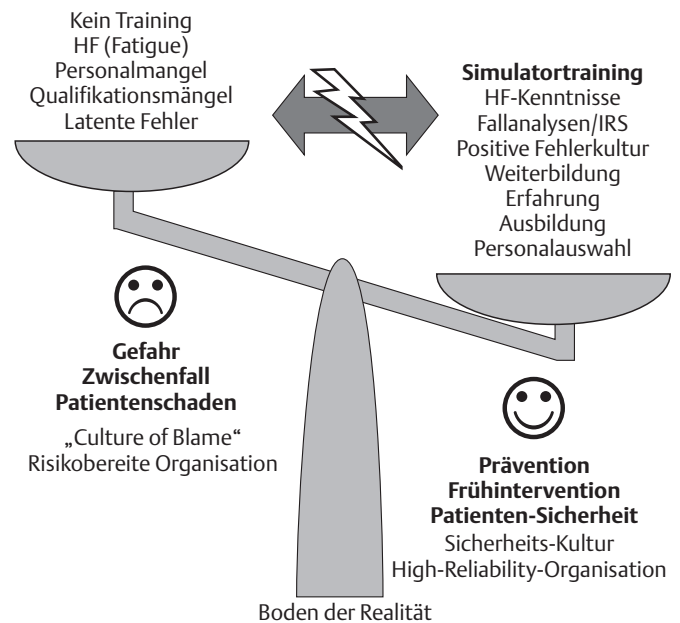 Kein Training
HF (Fatigue)
Personalmangel
Qualifikationsmängel
Latente Fehler
Simulatortraining
HF-Kenntnisse
Fallanalysen/IRS
Positive Fehlerkultur
Weiterbildung
Erfahrung
Ausbildung
Personalauswahl
Gefahr
Zwischenfall
Patientenschaden
„Culture of Blame“
Risikobereite Organisation
Prävention
Frühintervention
Patienten-Sicherheit
Sicherheits-Kultur
High-Reliability-Organisation
Boden der Realität